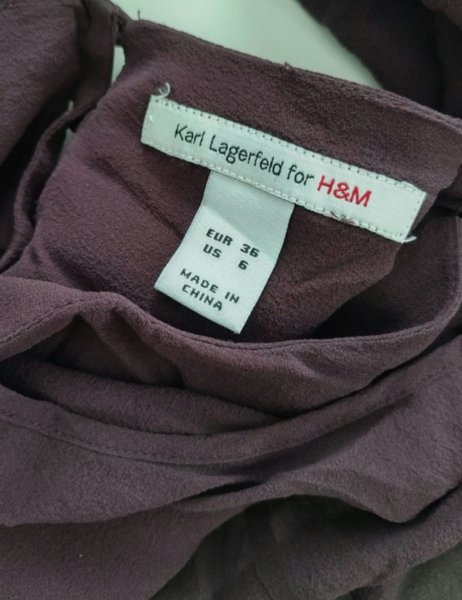 Karl Lagerfeld for H&M
EUR 36
US 6
MADE IN
CHINA